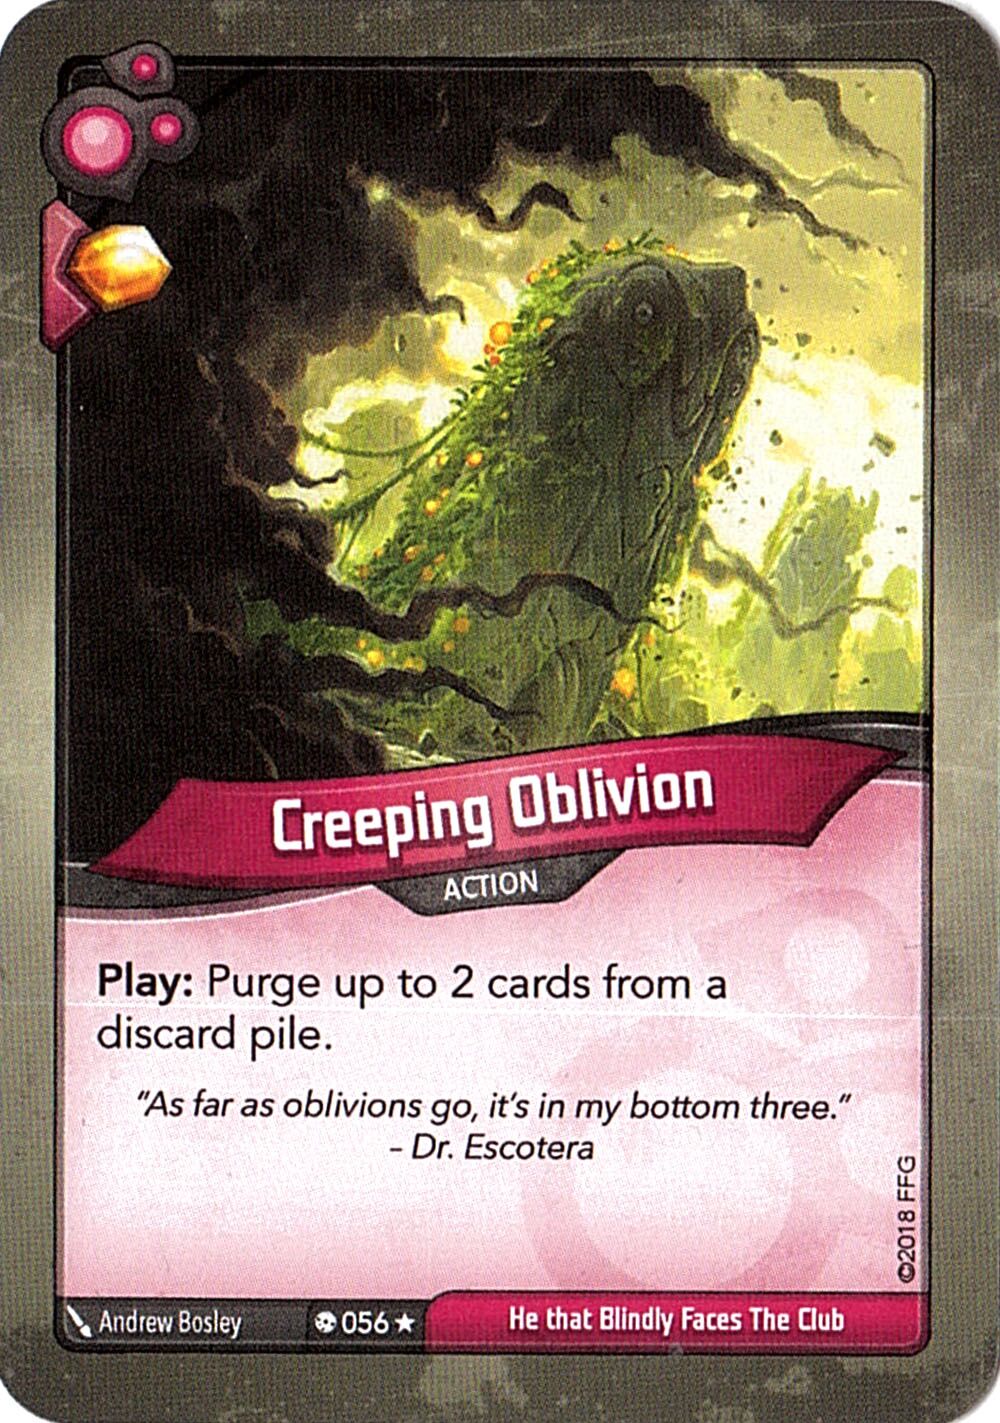 Creeping Oblivion
ACTION
Play: Purge up to 2 cards from a
discard pile.
"As far as oblivions go, it's in my bottom three."
– Dr. Escotera
©2018 FFG
Andrew Bosley
056★
He that Blindly Faces The Club